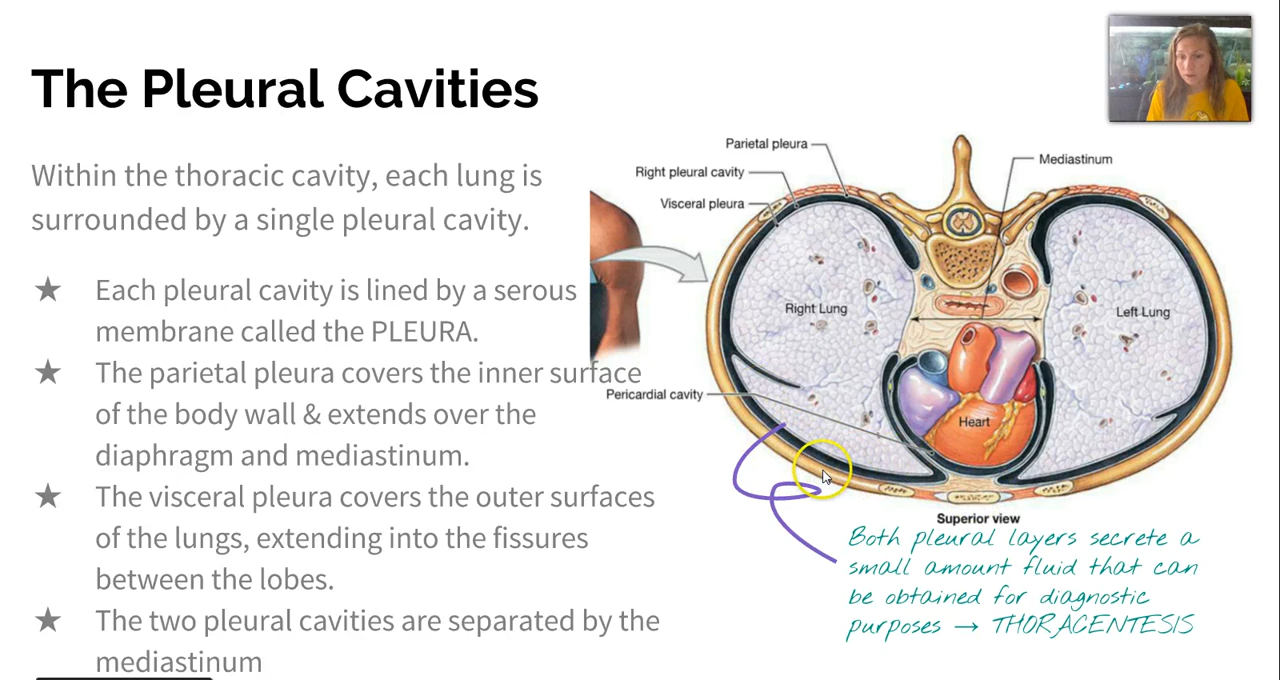 The Pleural Cavities
Within the thoracic cavity, each lung is
surrounded by a single pleural cavity.
★ Each pleural cavity is lined by a serous
membrane called the PLEURA.
★ The parietal pleura covers the inner surface
of the body wall & extends over the
diaphragm and mediastinum.
★ The visceral pleura covers the outer surfaces
of the lungs, extending into the fissures
between the lobes.
★ The two pleural cavities are separated by the
mediastinum
Parietal pleura
Right pleural cavity
Visceral pleura
Mediastinum
Right Lung
Left Lung
Pericardial cavity
Heart
Superior view
Both pleural layers secrete a
small amount fluid that can
be obtained for diagnostic
purposes → THORACENTESIS